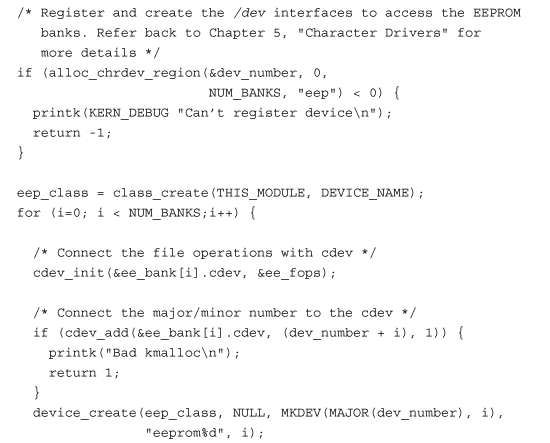 /* Register and create the /dev interfaces to access the EEPROM
banks. Refer back to Chapter 5, "Character Drivers" for
more details */
if (alloc_chrdev_region(&dev_number, 0,
NUM_BANKS, "eep") < 0) {
printk(KERN_DEBUG "Can't register device\n");
return -1;
}
eep_class = class_create(THIS_MODULE, DEVICE_NAME);
for (i=0; i < NUM_BANKS;i++) {
/* Connect the file operations with cdev */
cdev_init(&ee_bank[i].cdev, &ee_fops);
/* Connect the major/minor number to the cdev */
if (cdev_add(&ee_bank[i].cdev, (dev_number + i), 1)) {
printk("Bad kmalloc\n");
return 1;
}
device_create(eep_class, NULL, MKDEV(MAJOR(dev_number), i),
"eeprom%d", i);